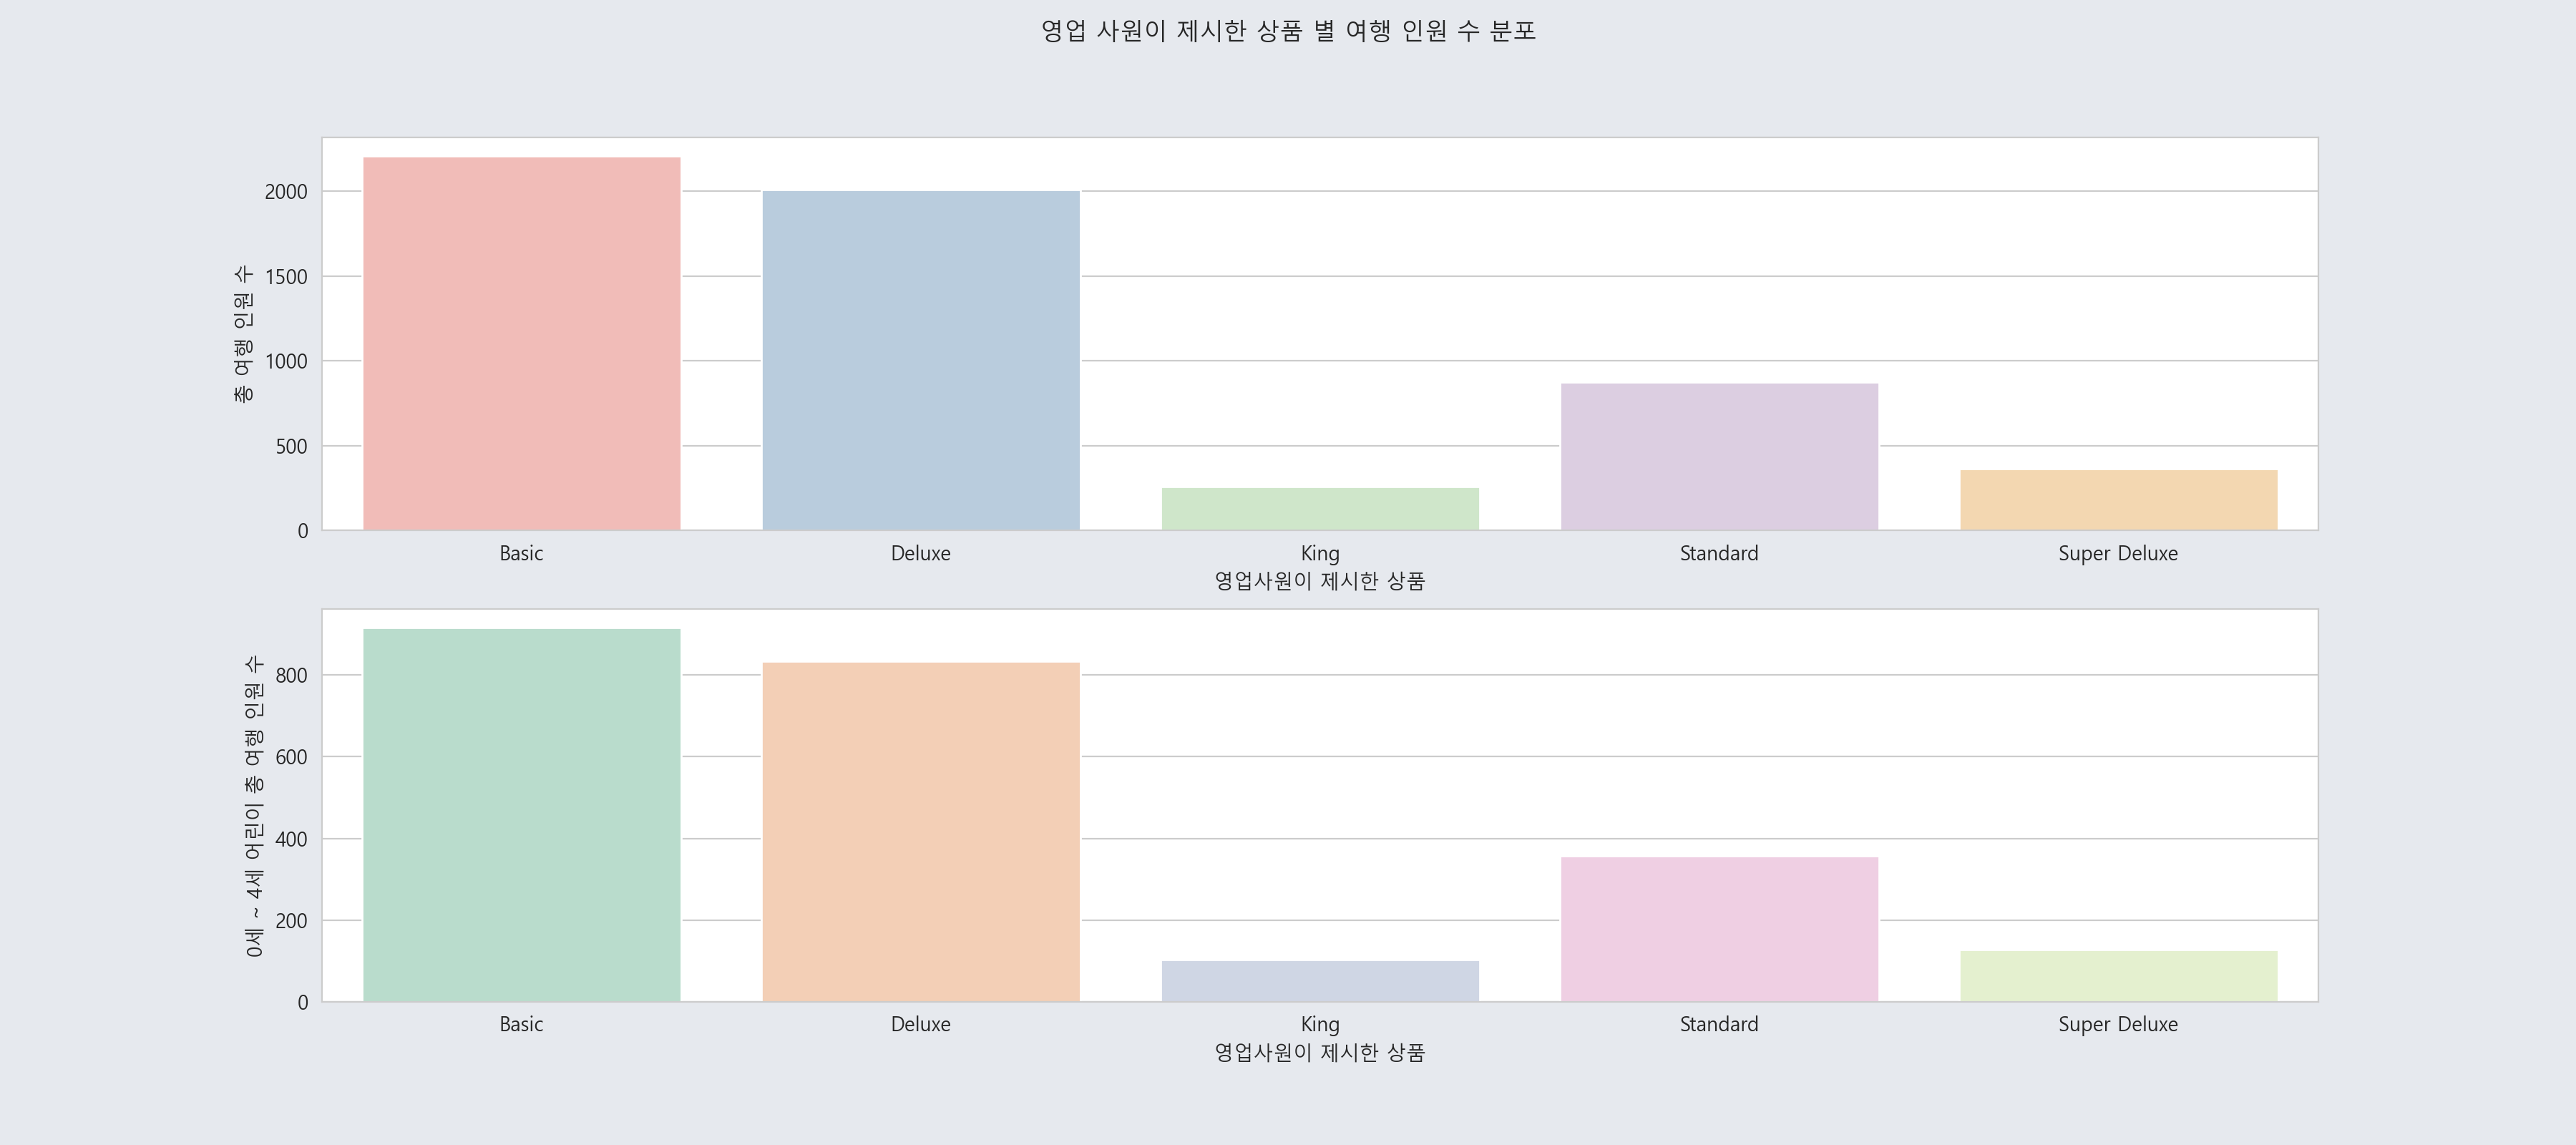 영업 사원이 제시한 상품 별 여행 인원 수 분포
총 여행 인원 수
2000
1500
1000
500
0
Basic Deluxe King Standard Super Deluxe
영업사원이 제시한 상품
0세 ~ 4세 어린이 총 여행 인원 수
800
600
400
200
0
Basic Deluxe King Standard Super Deluxe
영업사원이 제시한 상품